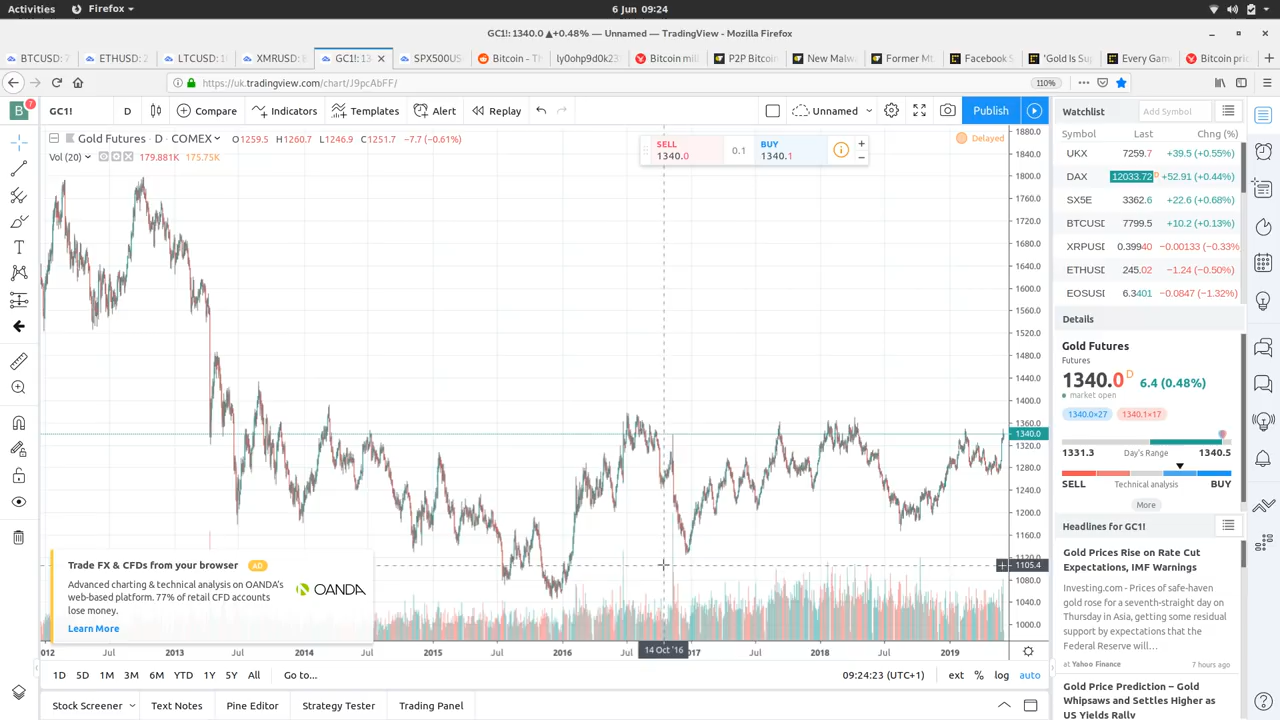 Activities Firefox 6 Jun 09:24
GC1!: 1340.0 ▲+0.48% — Unnamed — TradingView - Mozilla Firefox
BTCUSD: 7 ETHUSD: 2 LTCUSD: 1 XMRUSD: GC1!: 13 SPX500US Bitcoin - Th ly0ohp9d0k23 Bitcoin mil P2P Bitcoin New Malwa Former Mt Facebook S 'Gold Is Su Every Game Bitcoin pric
https://uk.tradingview.com/chart/J9pcAbFF/ 110%
GC1! D Compare Indicators Templates Alert Replay Unnamed Publish
Gold Futures D COMEX O1259.5 H1260.7 L1246.9 C1251.7 −7.7 (−0.61%)
Vol (20) 179.881K 175.75K
SELL 1340.0 0.1 BUY 1340.1
Delayed
1880.0
1840.0
1800.0
1760.0
1720.0
1680.0
1640.0
1600.0
1560.0
1520.0
1480.0
1440.0
1400.0
1360.0
1340.0
1320.0
1280.0
1240.0
1200.0
1160.0
1120.0
1105.4
1080.0
1040.0
1000.0
Trade FX & CFDs from your browser AD
Advanced charting & technical analysis on OANDA's
web-based platform. 77% of retail CFD accounts
lose money.
Learn More
OANDA
012 Jul 2013 Jul 2014 Jul 2015 Jul 2016 Jul 14 Oct '16 2017 Jul 2018 Jul 2019
1D 5D 1M 3M 6M YTD 1Y 5Y All Go to... 09:24:23 (UTC+1) ext % log auto
Stock Screener Text Notes Pine Editor Strategy Tester Trading Panel
Watchlist Add Symbol
Symbol Last Chng (%)
UKX 7259.7 +39.5 (+0.55%)
DAX 12033.72 D +52.91 (+0.44%)
SX5E 3362.6 +22.6 (+0.68%)
BTCUSD 7799.5 +10.2 (+0.13%)
XRPUSD 0.39940 −0.00133 (−0.33%
ETHUSD 245.02 −1.24 (−0.50%)
EOSUSD 6.3401 −0.0847 (−1.32%)
Details
Gold Futures
Futures
1340.0 D 6.4 (0.48%)
market open
1340.0×27 1340.1×17
1331.3 Day's Range 1340.5
SELL Technical analysis BUY
More
Headlines for GC1!
Gold Prices Rise on Rate Cut
Expectations, IMF Warnings
Investing.com - Prices of safe-haven
gold rose for a seventh-straight day on
Thursday in Asia, getting some residual
support by expectations that the
Federal Reserve will…
at Yahoo Finance 7 hours ago
Gold Price Prediction – Gold
Whipsaws and Settles Higher as
US Yields Rally